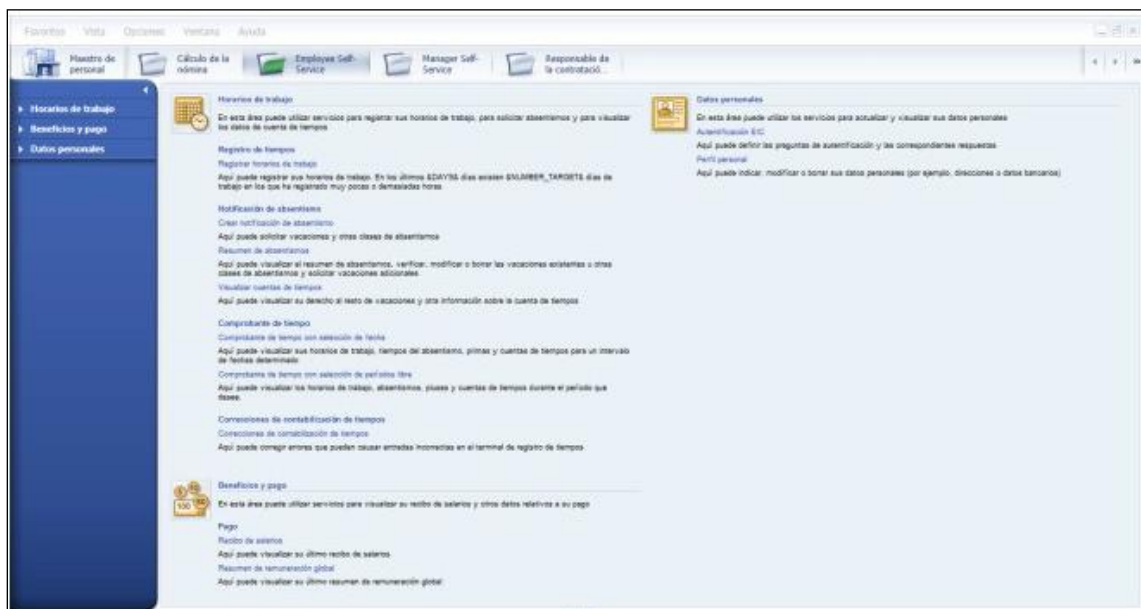 Favoritos Vista Opciones Ventana Ayuda
Maestro de personal
Cálculo de la nómina
Employee Self-Service
Manager Self-Service
Responsable de la contratació...
Horarios de trabajo
Beneficios y pago
Datos personales
Horarios de trabajo
En esta área puede utilizar servicios para registrar sus horarios de trabajo, para solicitar absentismos y para visualizar
los datos de cuenta de tiempos
Registro de tiempos
Registrar horarios de trabajo
Aquí puede registrar sus horarios de trabajo. En los últimos &DAYS& días existen &NUMBER_TARGET& días de
trabajo en los que ha registrado muy pocas o demasiadas horas
Notificación de absentismo
Crear notificación de absentismo
Aquí puede solicitar vacaciones y otras clases de absentismos
Resumen de absentismos
Aquí puede visualizar el resumen de absentismos, verificar, modificar o borrar las vacaciones existentes u otras
clases de absentismos y solicitar vacaciones adicionales
Visualizar cuentas de tiempos
Aquí puede visualizar su derecho al resto de vacaciones y otra información sobre la cuenta de tiempos
Comprobante de tiempo
Comprobante de tiempo con selección de fecha
Aquí puede visualizar sus horarios de trabajo, tiempos del absentismo, primas y cuentas de tiempos para un intervalo
de fechas determinado
Comprobante de tiempo con selección de períodos libre
Aquí puede visualizar los horarios de trabajo, absentismos, pluses y cuentas de tiempos durante el período que
desee.
Correcciones de contabilización de tiempos
Correcciones de contabilización de tiempos
Aquí puede corregir errores que puedan causar entradas incorrectas en el terminal de registro de tiempos
Beneficios y pago
En esta área puede utilizar servicios para visualizar su recibo de salarios y otros datos relativos a su pago
Pago
Recibo de salarios
Aquí puede visualizar su último recibo de salarios
Resumen de remuneración global
Aquí puede visualizar su último resumen de remuneración global
Datos personales
En esta área puede utilizar los servicios para actualizar y visualizar sus datos personales
Autentificación EIC
Aquí puede definir las preguntas de autentificación y las correspondientes respuestas
Perfil personal
Aquí puede indicar, modificar o borrar sus datos personales (por ejemplo, direcciones o datos bancarios)